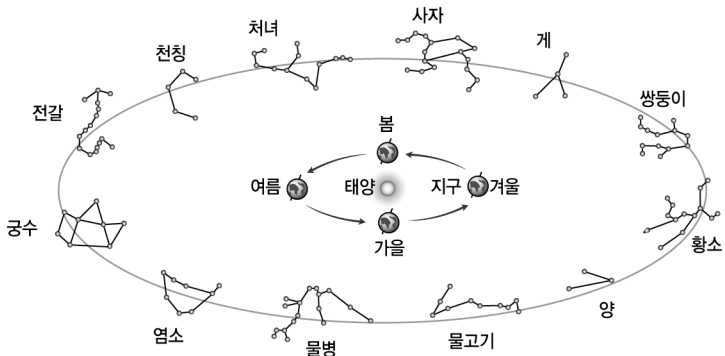 사자
처녀
게
천칭
쌍둥이
전갈
봄
여름
태양
지구
겨울
궁수
가을
황소
양
염소
물병
물고기